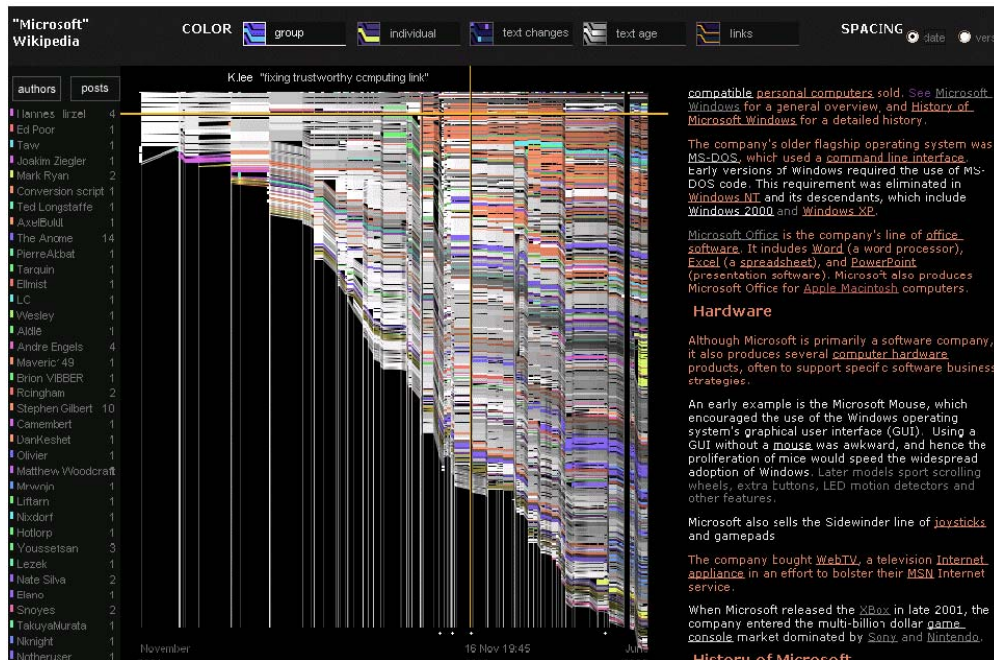 "Microsoft"
Wikipedia
COLOR
group
individual
text changes
text age
links
SPACING
date
vers
authors
posts
K.lee "fixing trustworthy computing link"
Hannes Hirzel 4
Ed Poor 1
Taw 1
Joakim Ziegler 1
Mark Ryan 2
Conversion script 1
Ted Longstaffe 1
AxelBoldt 1
The Anome 14
PierreAbbat 1
Tarquin 1
Ellmist 1
LC 1
Wesley 1
Aldie 1
Andre Engels 4
Maveric149 1
Brion VIBBER 1
Rcingham 2
Stephen Gilbert 10
Camembert 1
DanKeshet 1
Olivier 1
Matthew Woodcraft 1
Mrwojo 1
Liftarn 1
Nixdorf 1
Hotlorp 1
Youssefsan 3
Lezek 1
Nate Silva 2
Elano 1
Snoyes 2
TakuyaMurata 1
Nknight 1
Notheruser 1
November
16 Nov 19:45
June
compatible personal computers sold. See Microsoft
Windows for a general overview, and History of
Microsoft Windows for a detailed history.
The company's older flagship operating system was
MS-DOS, which used a command line interface.
Early versions of Windows required the use of MS-
DOS code. This requirement was eliminated in
Windows NT and its descendants, which include
Windows 2000 and Windows XP.
Microsoft Office is the company's line of office
software. It includes Word (a word processor),
Excel (a spreadsheet), and PowerPoint
(presentation software). Microsoft also produces
Microsoft Office for Apple Macintosh computers.
Hardware
Although Microsoft is primarily a software company,
it also produces several computer hardware
products, often to support specific software business
strategies.
An early example is the Microsoft Mouse, which
encouraged the use of the Windows operating
system's graphical user interface (GUI). Using a
GUI without a mouse was awkward, and hence the
proliferation of mice would speed the widespread
adoption of Windows. Later models sport scrolling
wheels, extra buttons, LED motion detectors and
other features.
Microsoft also sells the Sidewinder line of joysticks
and gamepads
The company bought WebTV, a television Internet
appliance in an effort to bolster their MSN Internet
service.
When Microsoft released the XBox in late 2001, the
company entered the multi-billion dollar game
console market dominated by Sony and Nintendo.
History of Microsoft